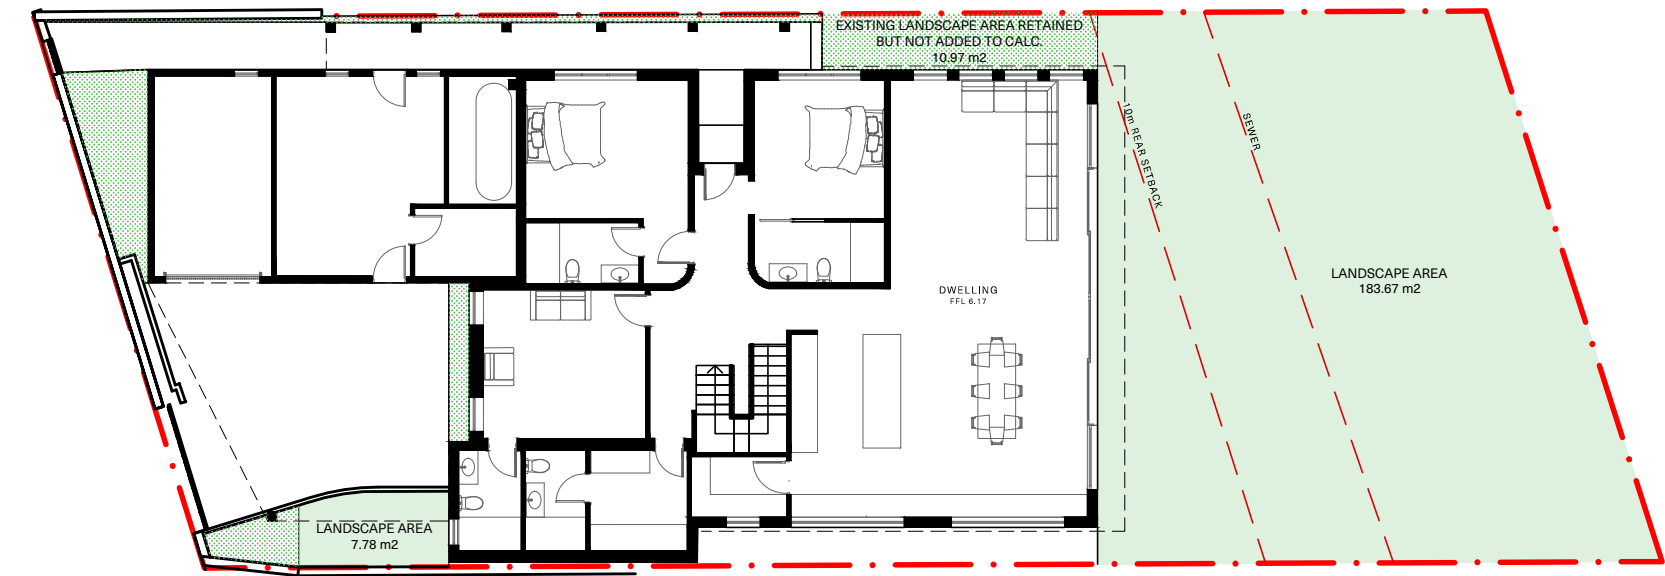 EXISTING LANDSCAPE AREA RETAINED
BUT NOT ADDED TO CALC.
10.97 m2
10m REAR SETBACK
SEWER
LANDSCAPE AREA
183.67 m2
DWELLING
FFL 6.17
LANDSCAPE AREA
7.78 m2